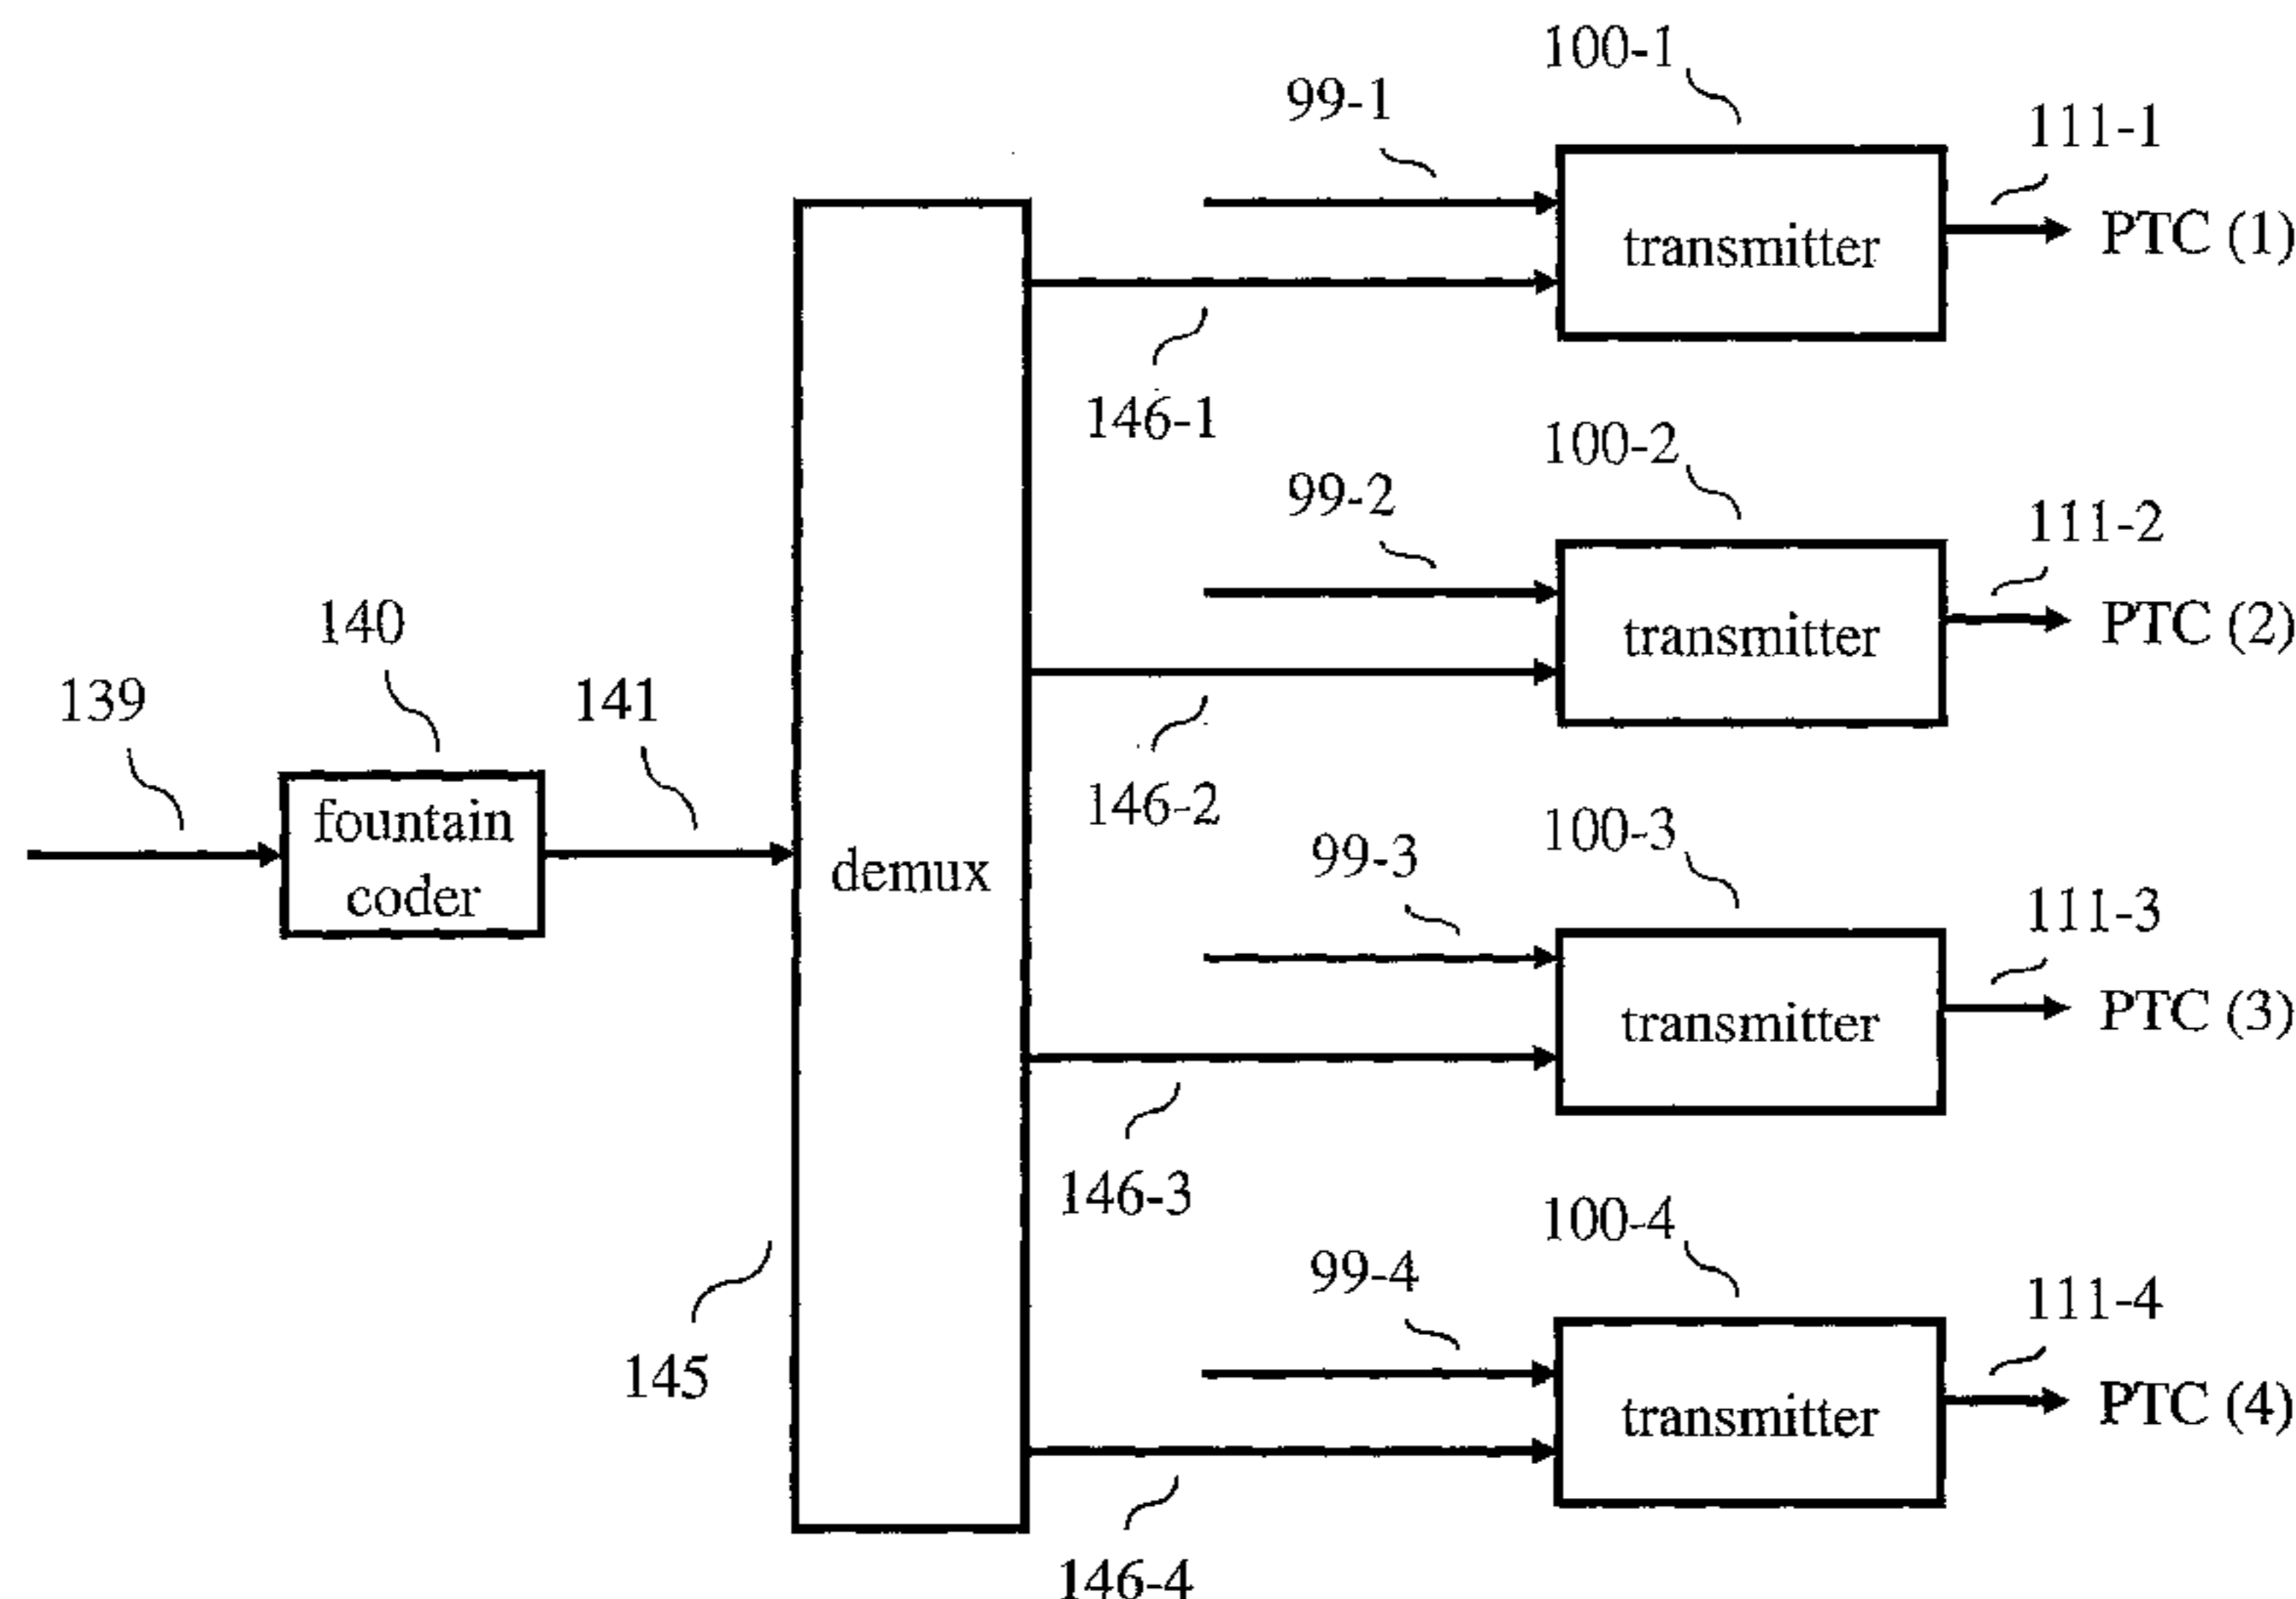 100-1
99-1
111-1
transmitter
PTC (1)
146-1
100-2
99-2
111-2
transmitter
PTC (2)
140
139
141
146-2
fountain
coder
demux
100-3
99-3
111-3
transmitter
PTC (3)
146-3
100-4
99-4
111-4
145
transmitter
PTC (4)
146-4